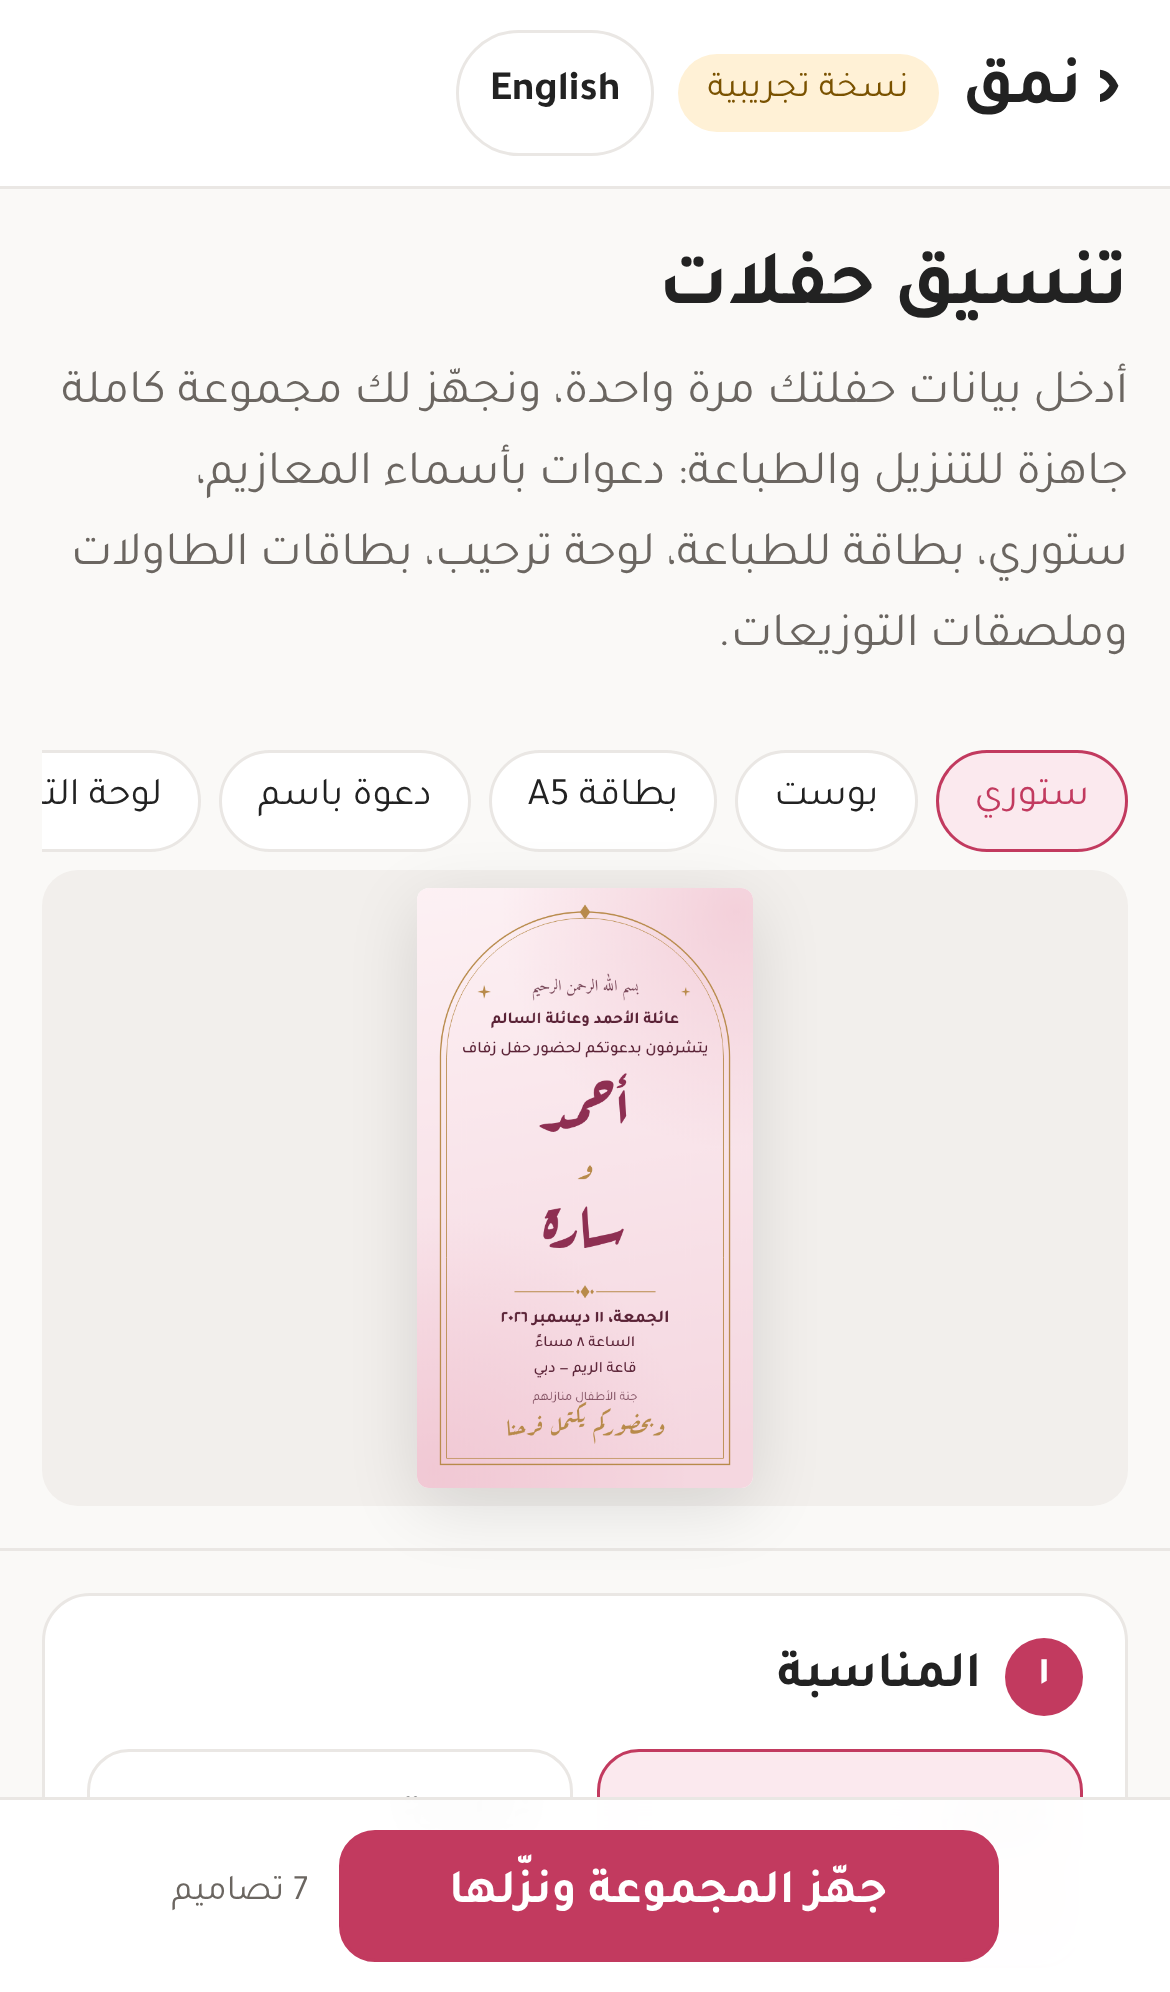 ‹ نمق
نسخة تجريبية
English
تنسيق حفلات
أدخل بيانات حفلتك مرة واحدة، ونجهّز لك مجموعة كاملة
جاهزة للتنزيل والطباعة: دعوات بأسماء المعازيم،
ستوري، بطاقة للطباعة، لوحة ترحيب، بطاقات الطاولات
وملصقات التوزيعات.
ستوري
بوست
بطاقة A5
دعوة باسم
لوحة الت
بسم الله الرحمن الرحيم
عائلة الأحمد وعائلة السالم
يتشرفون بدعوتكم لحضور حفل زفاف
أحمد
و
سارة
الجمعة، ١١ ديسمبر ٢٠٢٦
الساعة ٨ مساءً
قاعة الريم – دبي
جنة الأطفال منازلهم
وبحضوركم يكتمل فرحنا
١ المناسبة
جهّز المجموعة ونزّلها
7 تصاميم